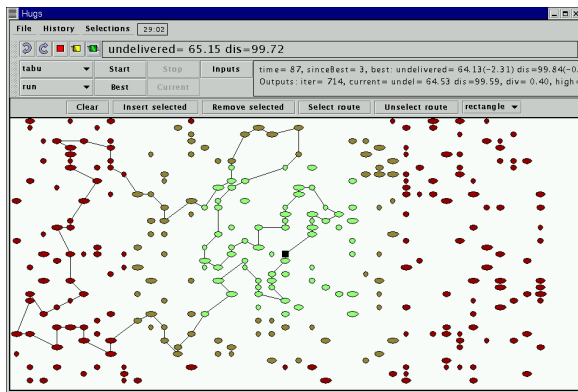 Hugs
File History Selections 29:02
undelivered= 65.15 dis=99.72
tabu Start Stop Inputs
time= 87, sinceBest= 3, best: undelivered= 64.13(-2.31) dis=99.84(-0.
Outputs: iter= 714, current= undel= 64.53 dis=99.59, div= 0.40, high
run Best Current
Clear Insert selected Remove selected Select route Unselect route rectangle